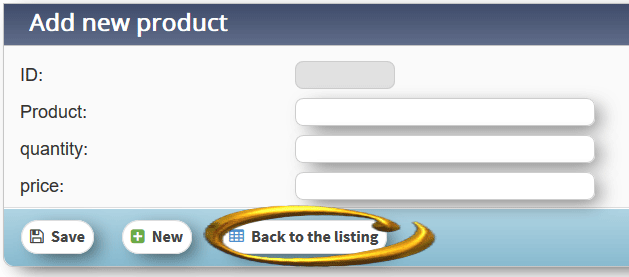 Add new product
ID:
Product:
quantity:
price:
Save New Back to the listing